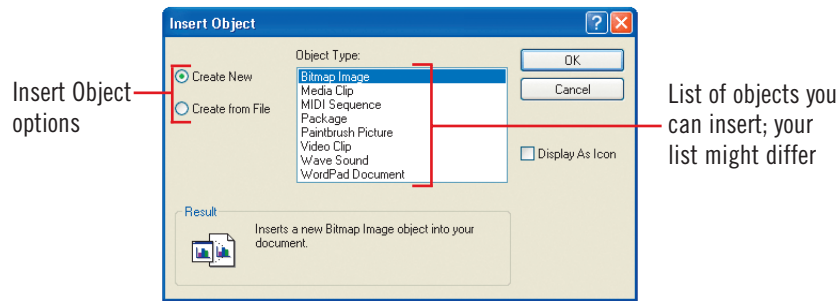 Insert Object
Object Type:
Create New
Create from File
Bitmap Image
Media Clip
MIDI Sequence
Package
Paintbrush Picture
Video Clip
Wave Sound
WordPad Document
OK
Cancel
Display As Icon
Result
Inserts a new Bitmap Image object into your
document.
Insert Object
options
List of objects you
can insert; your
list might differ